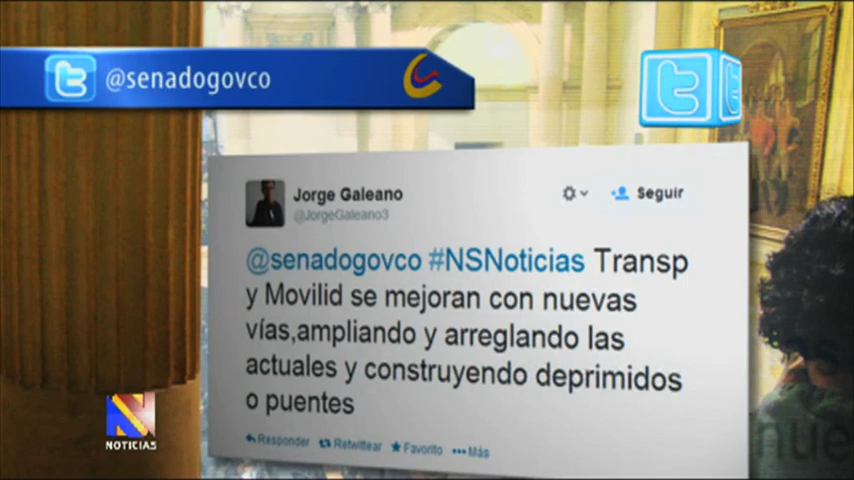 @senadogovco
Jorge Galeano
@JorgeGaleano3
Seguir
@senadogovco #NSNoticias Transp
y Movilid se mejoran con nuevas
vías,ampliando y arreglando las
actuales y construyendo deprimidos
o puentes
Responder Retwittear Favorito Más
N
NOTICIAS
nue